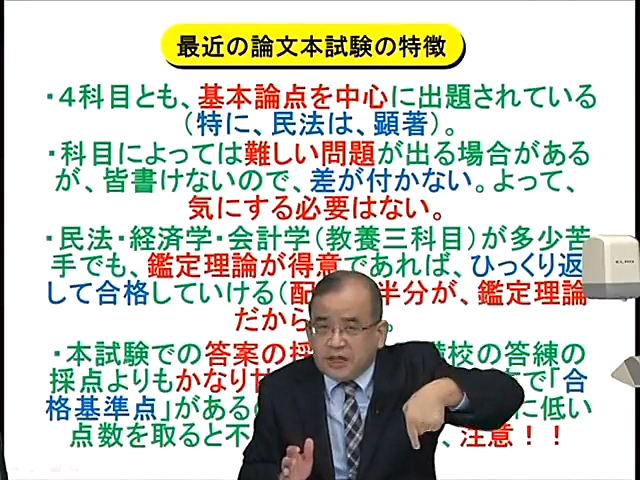 最近の論文本試験の特徴
・4科目とも、基本論点を中心に出題されている
(特に、民法は、顕著)。
・科目によっては難しい問題が出る場合がある
が、皆書けないので、差が付かない。よって、
気にする必要はない。
・民法・経済学・会計学(教養三科目)が多少苦
手でも、鑑定理論が得意であれば、ひっくり返
して合格していける(配 半分が、鑑定理論
だから 。
・本試験での答案の採 備校の答練の
採点よりもかなり甘 で「合
格基準点」がある に低い
点数を取ると不 、注意!!
ELMO